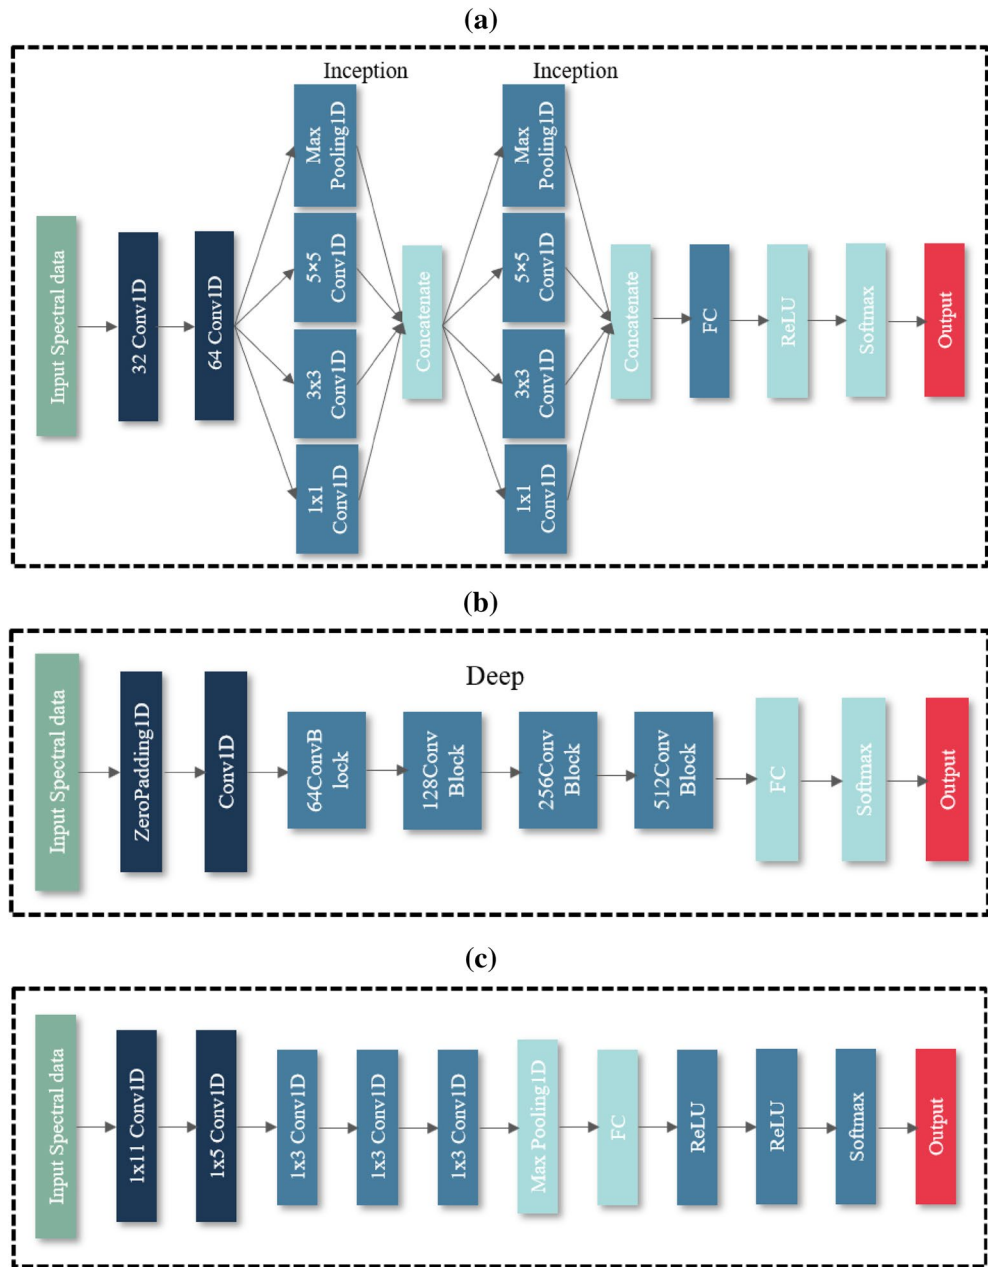 (a)
Inception
Inception
Input Spectral data
32 Conv1D
64 Conv1D
Max
Pooling1D
5×5
Conv1D
3x3
Conv1D
1x1
Conv1D
Concatenate
Max
Pooling1D
5×5
Conv1D
3x3
Conv1D
1x1
Conv1D
Concatenate
FC
ReLU
Softmax
Output
(b)
Deep
Input Spectral data
ZeroPadding1D
Conv1D
64ConvB
lock
128Conv
Block
256Conv
Block
512Conv
Block
FC
Softmax
Output
(c)
Input Spectral data
1x11 Conv1D
1x5 Conv1D
1x3 Conv1D
1x3 Conv1D
1x3 Conv1D
Max Pooling1D
FC
ReLU
ReLU
Softmax
Output